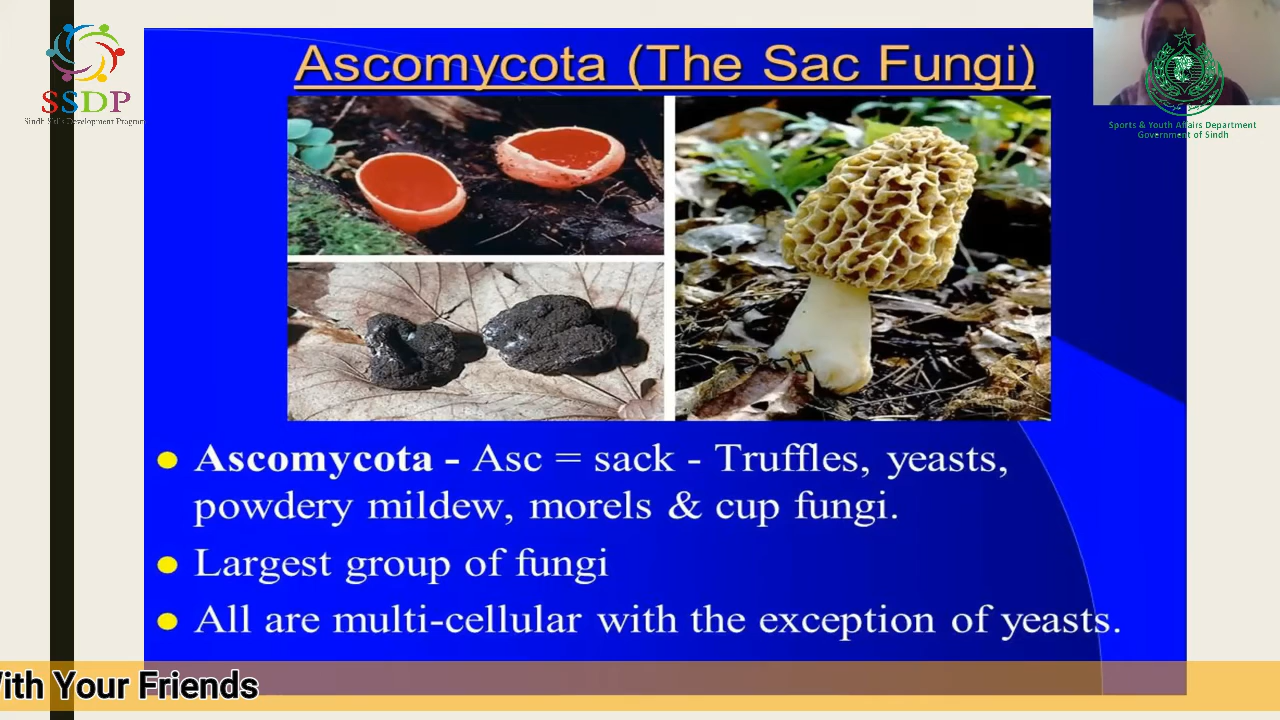 SSDP
Sindh Skills Development Program
Ascomycota (The Sac Fungi)
Sports & Youth Affairs Department
Government of Sindh
Ascomycota - Asc = sack - Truffles, yeasts,
powdery mildew, morels & cup fungi.
Largest group of fungi
All are multi-cellular with the exception of yeasts.
With Your Friends